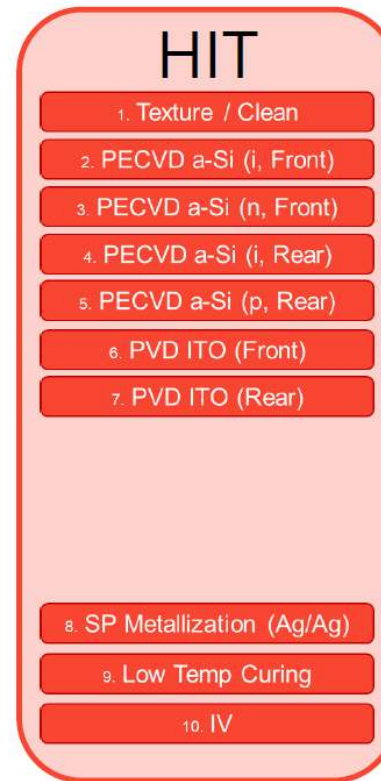 HIT
1. Texture / Clean
2. PECVD a-Si (i, Front)
3. PECVD a-Si (n, Front)
4. PECVD a-Si (i, Rear)
5. PECVD a-Si (p, Rear)
6. PVD ITO (Front)
7. PVD ITO (Rear)
8. SP Metallization (Ag/Ag)
9. Low Temp Curing
10. IV